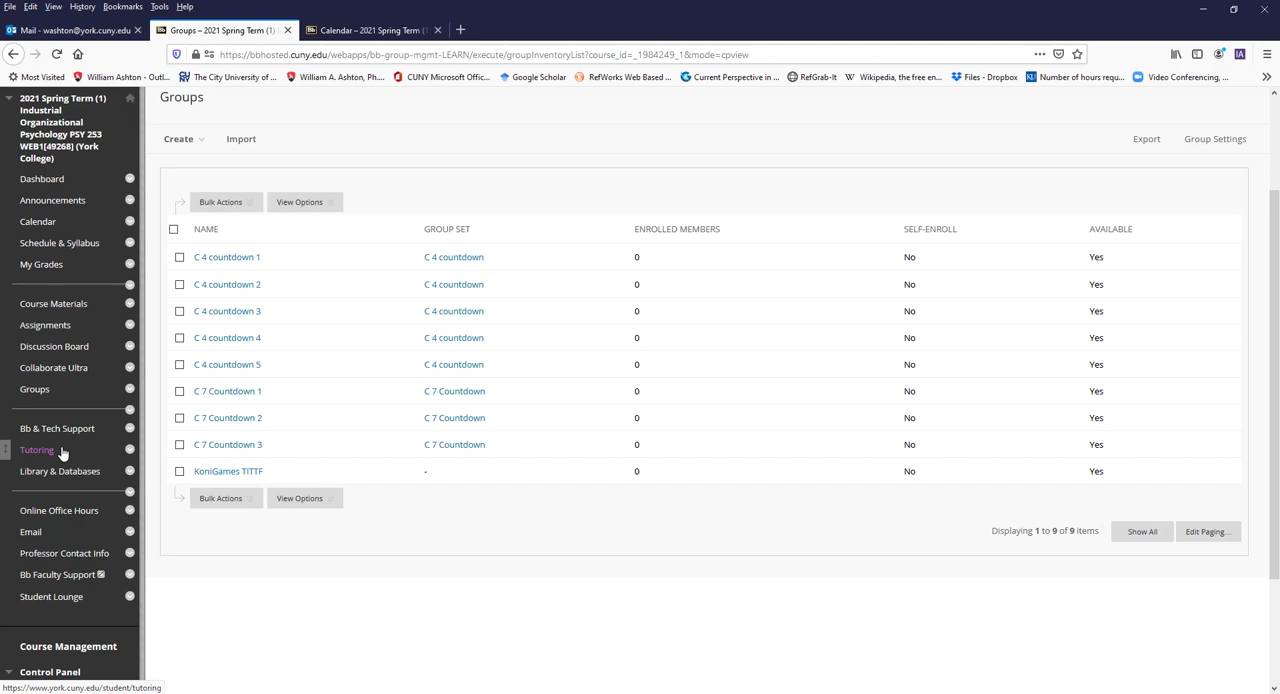 File Edit View History Bookmarks Tools Help
Mail - washton@york.cuny.edu
Groups – 2021 Spring Term (1)
Calendar – 2021 Spring Term (1)
https://bbhosted.cuny.edu/webapps/bb-group-mgmt-LEARN/execute/groupInventoryList?course_id=_1984249_1&mode=cpview
Most Visited William Ashton - Outl... The City University of ... William A. Ashton, Ph.... CUNY Microsoft Offic... Google Scholar RefWorks Web Based ... Current Perspective in ... RefGrab-It Wikipedia, the free en... Files - Dropbox Number of hours requ... Video Conferencing, ...
2021 Spring Term (1)
Industrial
Organizational
Psychology PSY 253
WEB1[49268] (York
College)
Dashboard
Announcements
Calendar
Schedule & Syllabus
My Grades
Course Materials
Assignments
Discussion Board
Collaborate Ultra
Groups
Bb & Tech Support
Tutoring
Library & Databases
Online Office Hours
Email
Professor Contact Info
Bb Faculty Support
Student Lounge
Course Management
Control Panel
https://www.york.cuny.edu/student/tutoring
Groups
Create Import Export Group Settings
Bulk Actions View Options
NAME GROUP SET ENROLLED MEMBERS SELF-ENROLL AVAILABLE
C 4 countdown 1 C 4 countdown 0 No Yes
C 4 countdown 2 C 4 countdown 0 No Yes
C 4 countdown 3 C 4 countdown 0 No Yes
C 4 countdown 4 C 4 countdown 0 No Yes
C 4 countdown 5 C 4 countdown 0 No Yes
C 7 Countdown 1 C 7 Countdown 0 No Yes
C 7 Countdown 2 C 7 Countdown 0 No Yes
C 7 Countdown 3 C 7 Countdown 0 No Yes
KoniGames TITTF - 0 No Yes
Bulk Actions View Options
Displaying 1 to 9 of 9 items Show All Edit Paging...